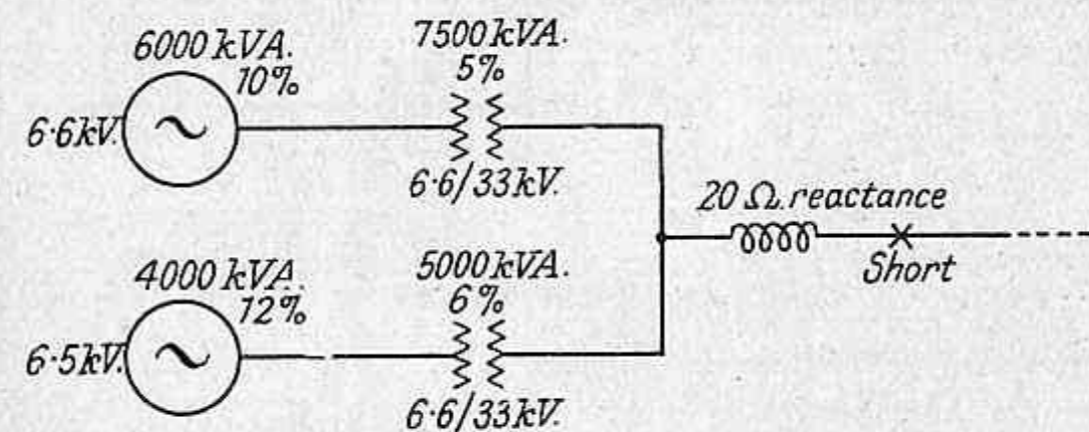 6000 kVA.
10%
6·6kV.
7500 kVA.
5%
6·6/33kV.
20 Ω. reactance
Short
4000 kVA.
12%
6·5kV.
5000 kVA.
6%
6·6/33kV.